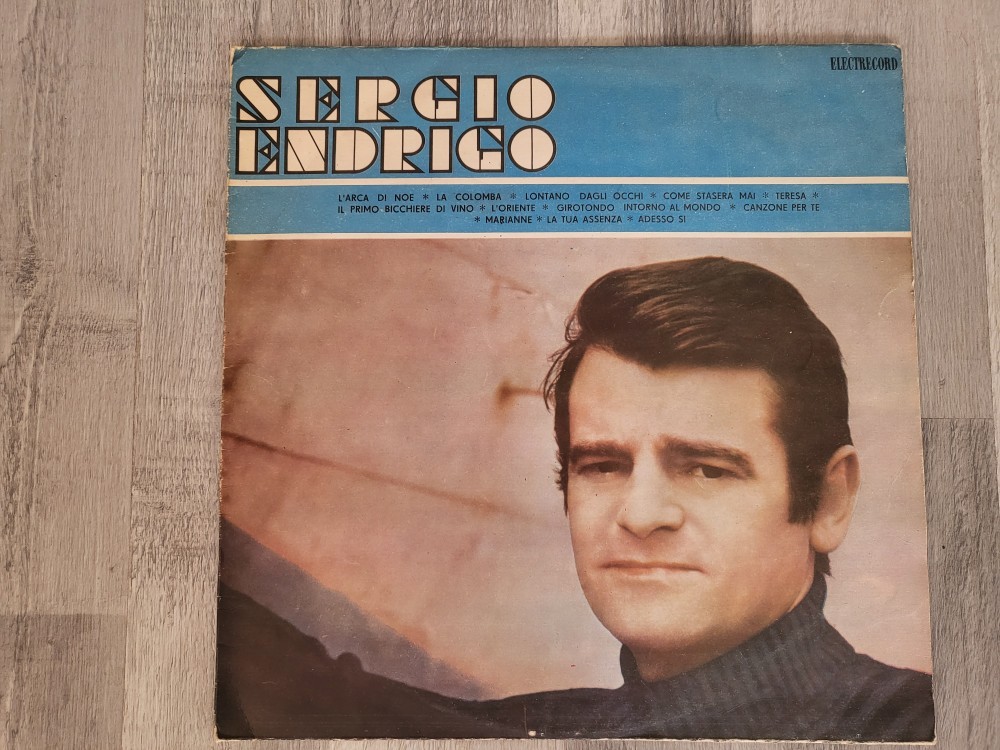 SERGIO
ENDRIGO
ELECTRECORD
L'ARCA DI NOE * LA COLOMBA * LONTANO DAGLI OCCHI * COME STASERA MAI * TERESA *
IL PRIMO BICCHIERE DI VINO * L'ORIENTE * GIROTONDO INTORNO AL MONDO * CANZONE PER TE
* MARIANNE * LA TUA ASSENZA * ADESSO SI